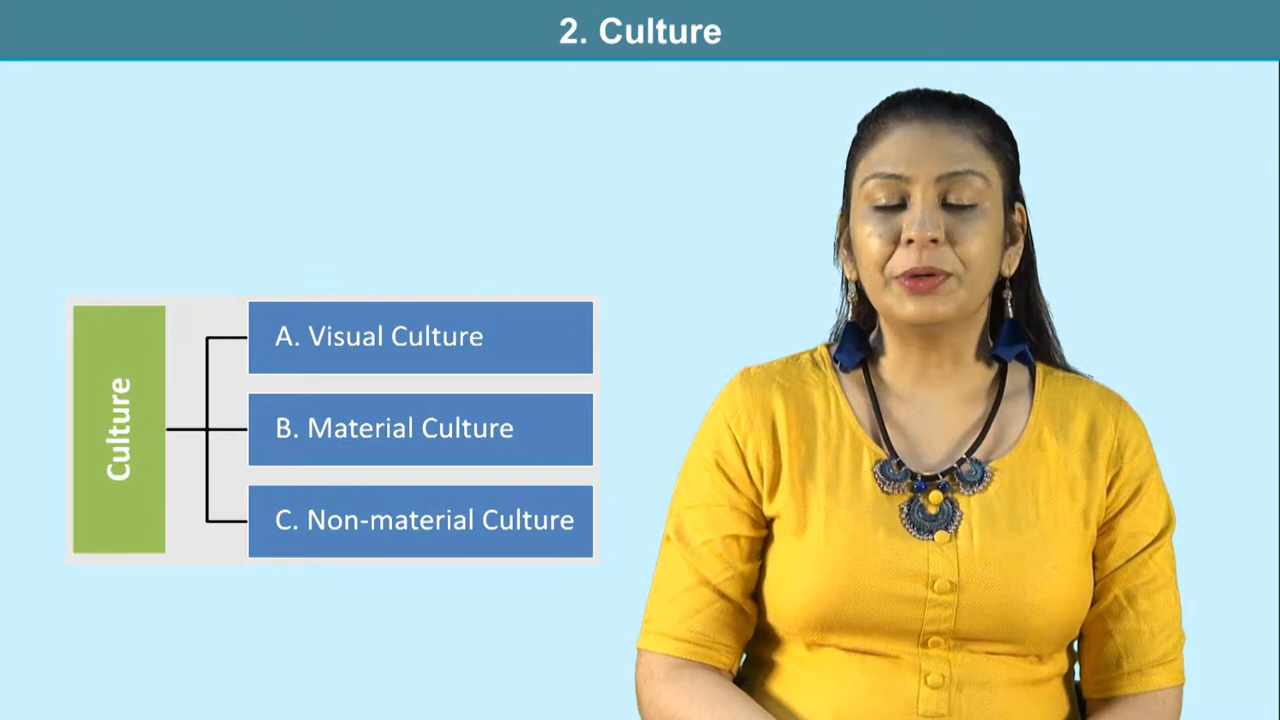 2. Culture
Culture
A. Visual Culture
B. Material Culture
C. Non-material Culture